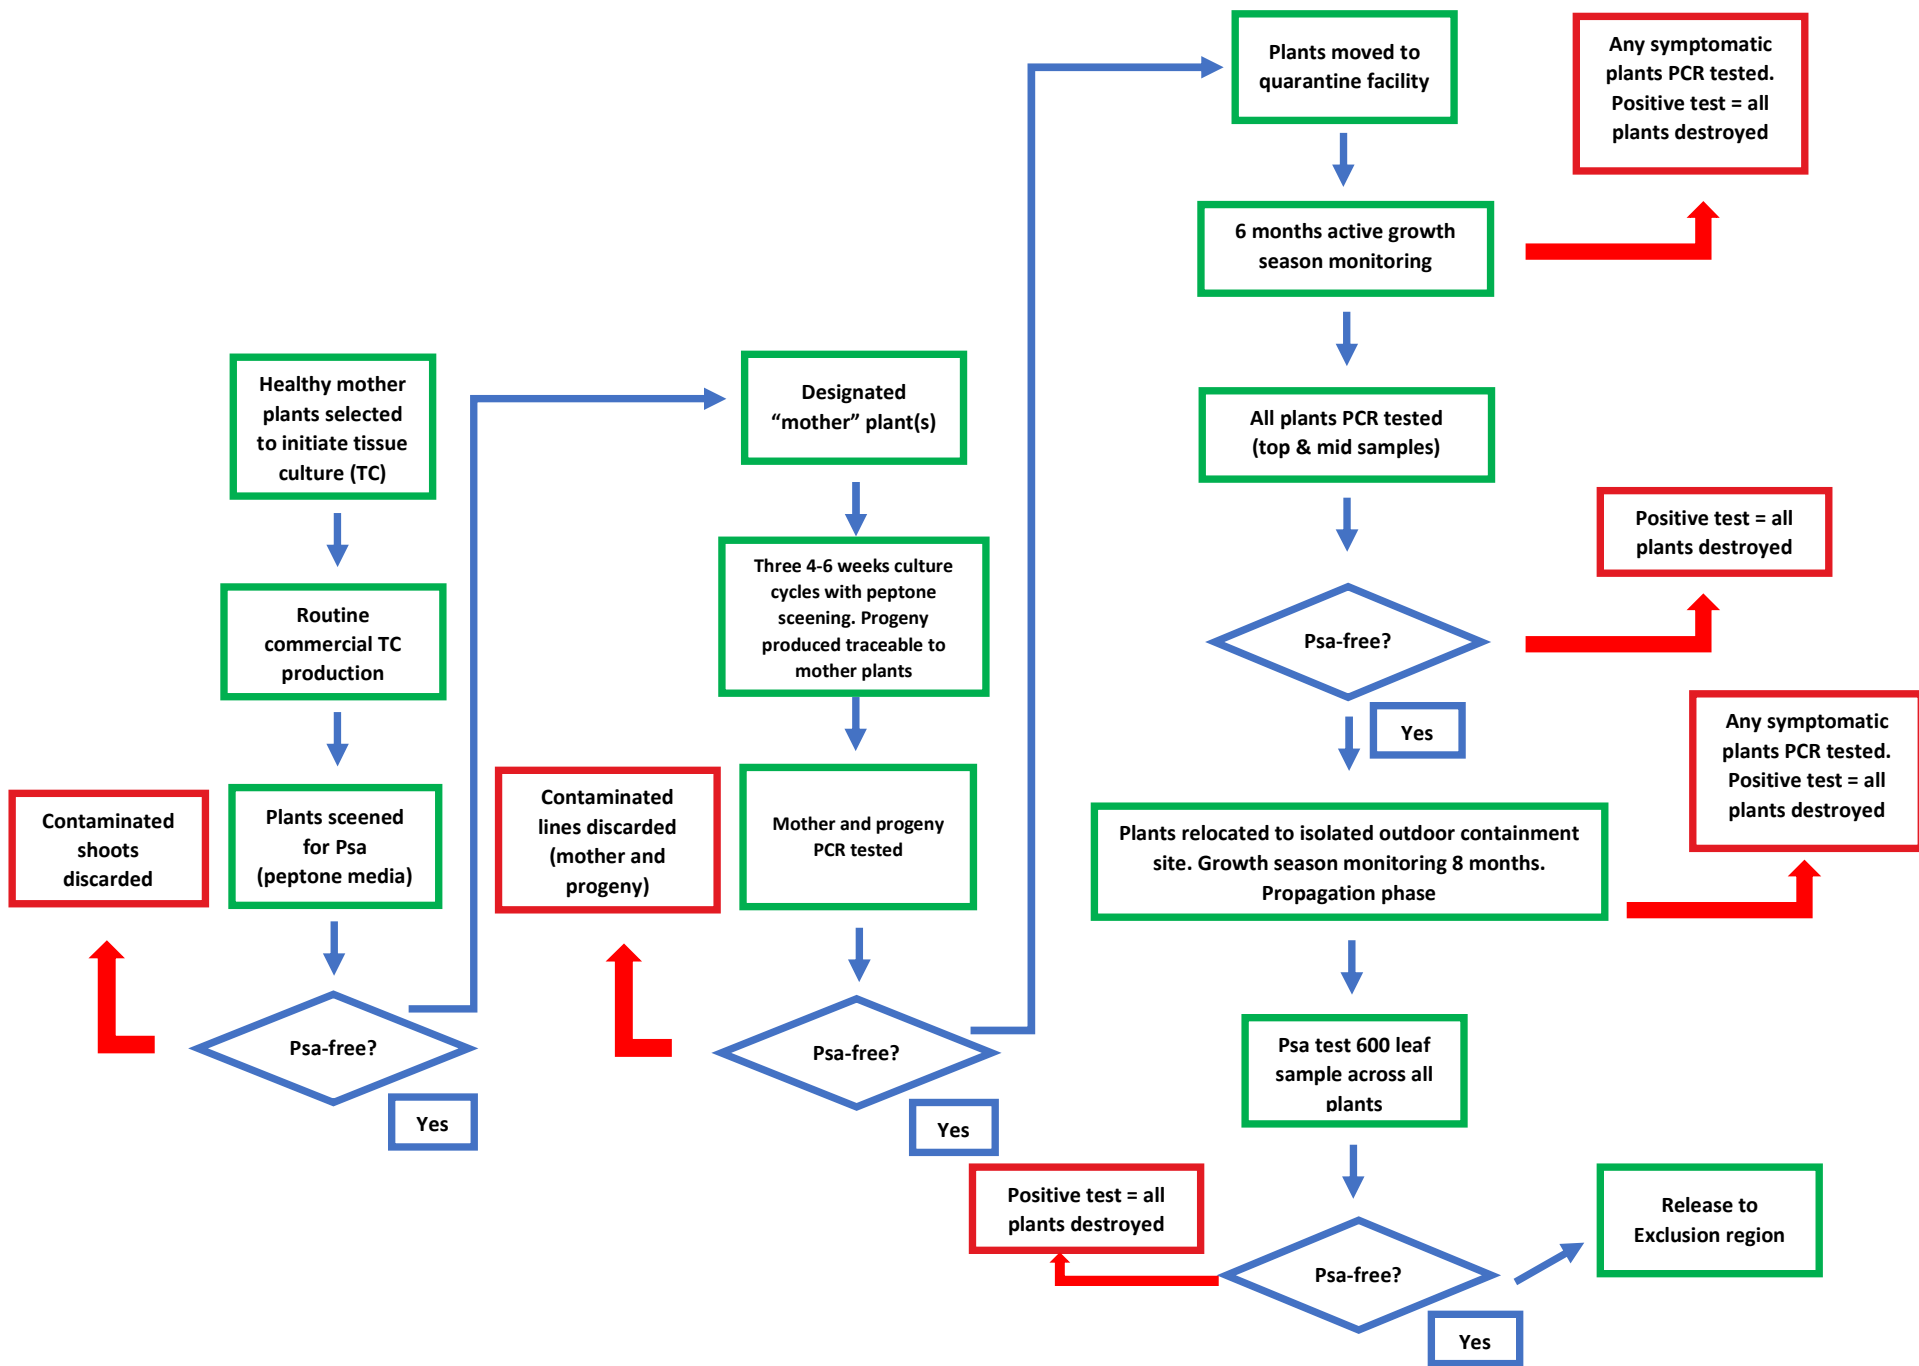 Healthy mother
plants selected
to initiate tissue
culture (TC)
Routine
commercial TC
production
Plants sceened
for Psa
(peptone media)
Contaminated
shoots
discarded
Psa-free?
Yes
Designated
“mother” plant(s)
Three 4-6 weeks culture
cycles with peptone
sceening. Progeny
produced traceable to
mother plants
Mother and progeny
PCR tested
Contaminated
lines discarded
(mother and
progeny)
Psa-free?
Yes
Plants moved to
quarantine facility
Any symptomatic
plants PCR tested.
Positive test = all
plants destroyed
6 months active growth
season monitoring
All plants PCR tested
(top & mid samples)
Positive test = all
plants destroyed
Psa-free?
Yes
Any symptomatic
plants PCR tested.
Positive test = all
plants destroyed
Plants relocated to isolated outdoor containment
site. Growth season monitoring 8 months.
Propagation phase
Psa test 600 leaf
sample across all
plants
Positive test = all
plants destroyed
Psa-free?
Yes
Release to
Exclusion region